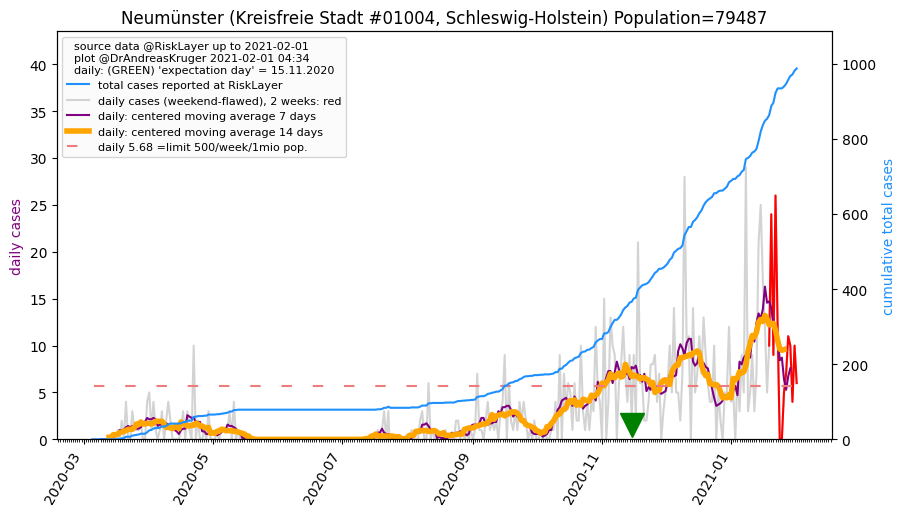 Neumünster (Kreisfreie Stadt #01004, Schleswig-Holstein) Population=79487
source data @RiskLayer up to 2021-02-01
plot @DrAndreasKruger 2021-02-01 04:34
daily: (GREEN) 'expectation day' = 15.11.2020
total cases reported at RiskLayer
daily cases (weekend-flawed), 2 weeks: red
daily: centered moving average 7 days
daily: centered moving average 14 days
daily 5.68 =limit 500/week/1mio pop.
daily cases
40
35
30
25
20
15
10
5
0
cumulative total cases
1000
800
600
400
200
0
2020-03
2020-05
2020-07
2020-09
2020-11
2021-01